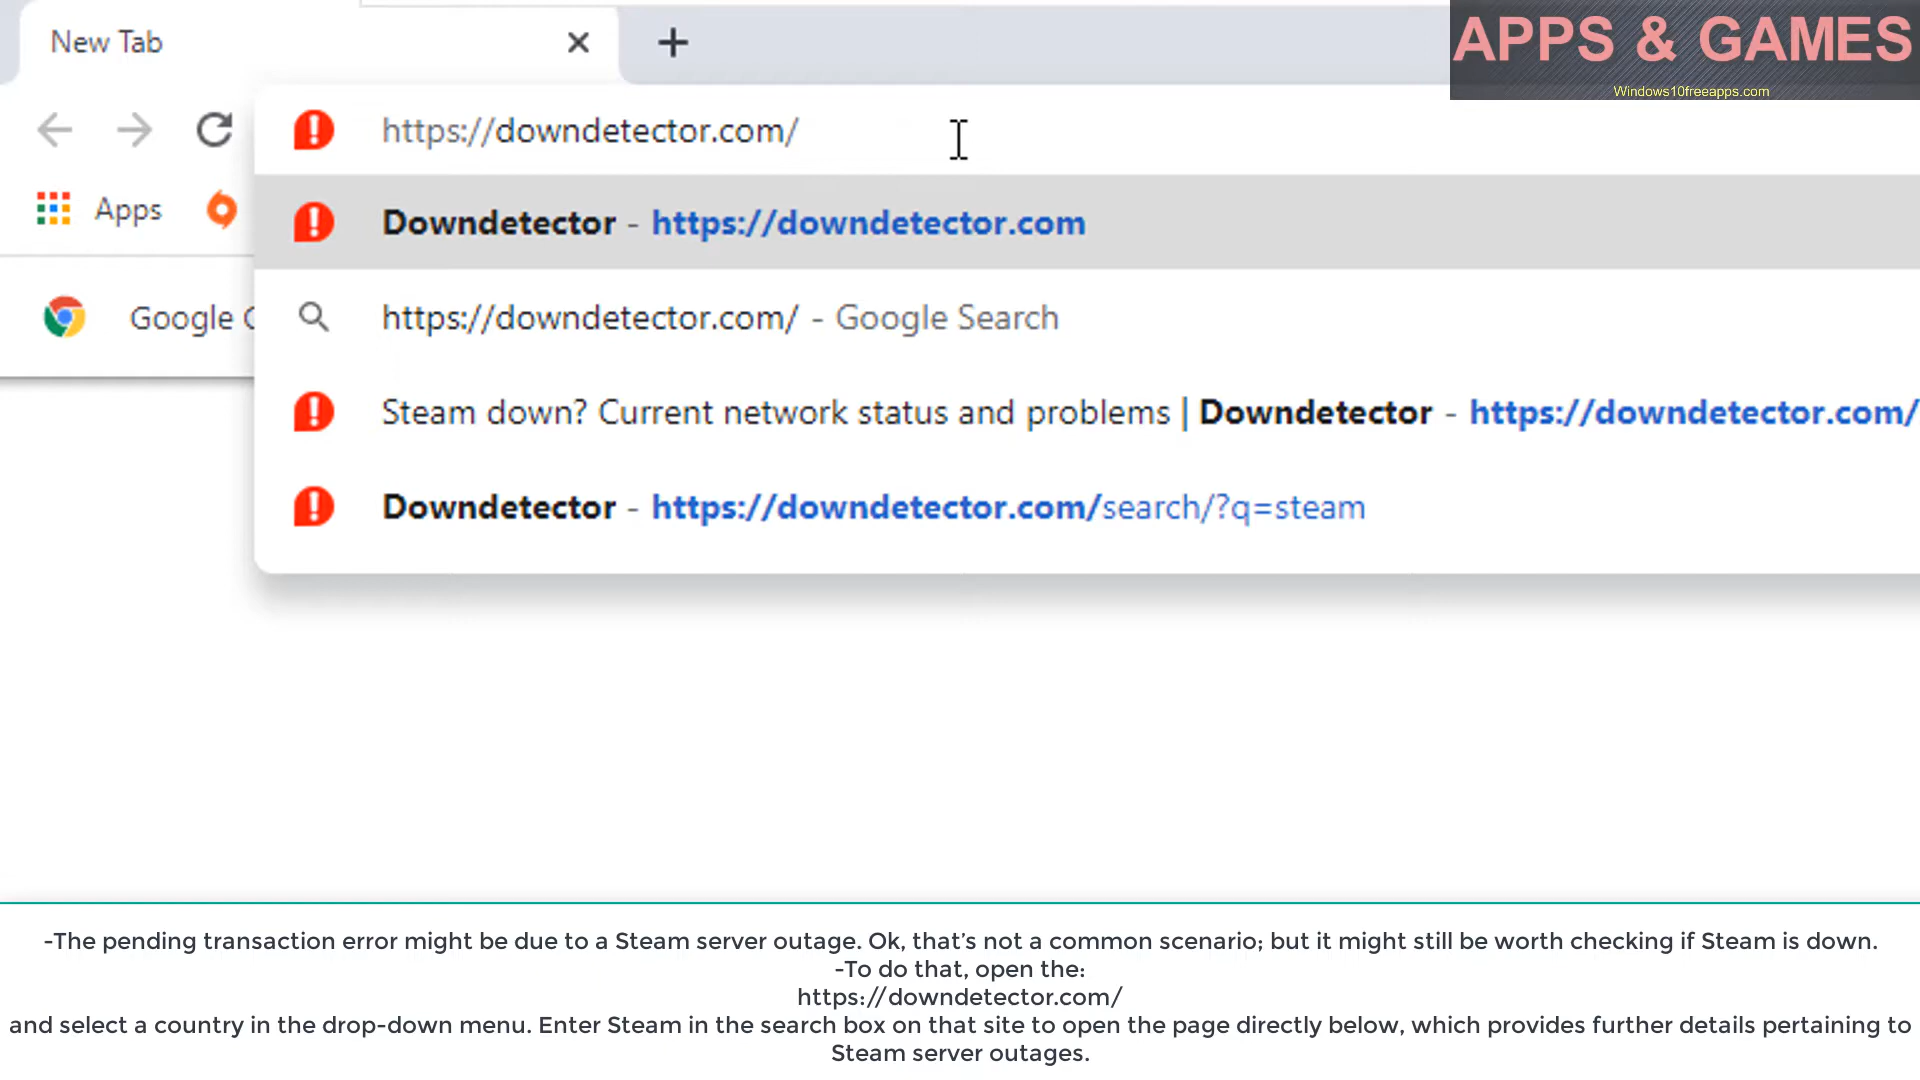 New Tab
APPS & GAMES
Windows10freeapps.com
https://downdetector.com/
Apps
Downdetector - https://downdetector.com
Google
https://downdetector.com/ - Google Search
Steam down? Current network status and problems | Downdetector - https://downdetector.com/
Downdetector - https://downdetector.com/search/?q=steam
-The pending transaction error might be due to a Steam server outage. Ok, that’s not a common scenario; but it might still be worth checking if Steam is down.
-To do that, open the:
https://downdetector.com/
and select a country in the drop-down menu. Enter Steam in the search box on that site to open the page directly below, which provides further details pertaining to
Steam server outages.